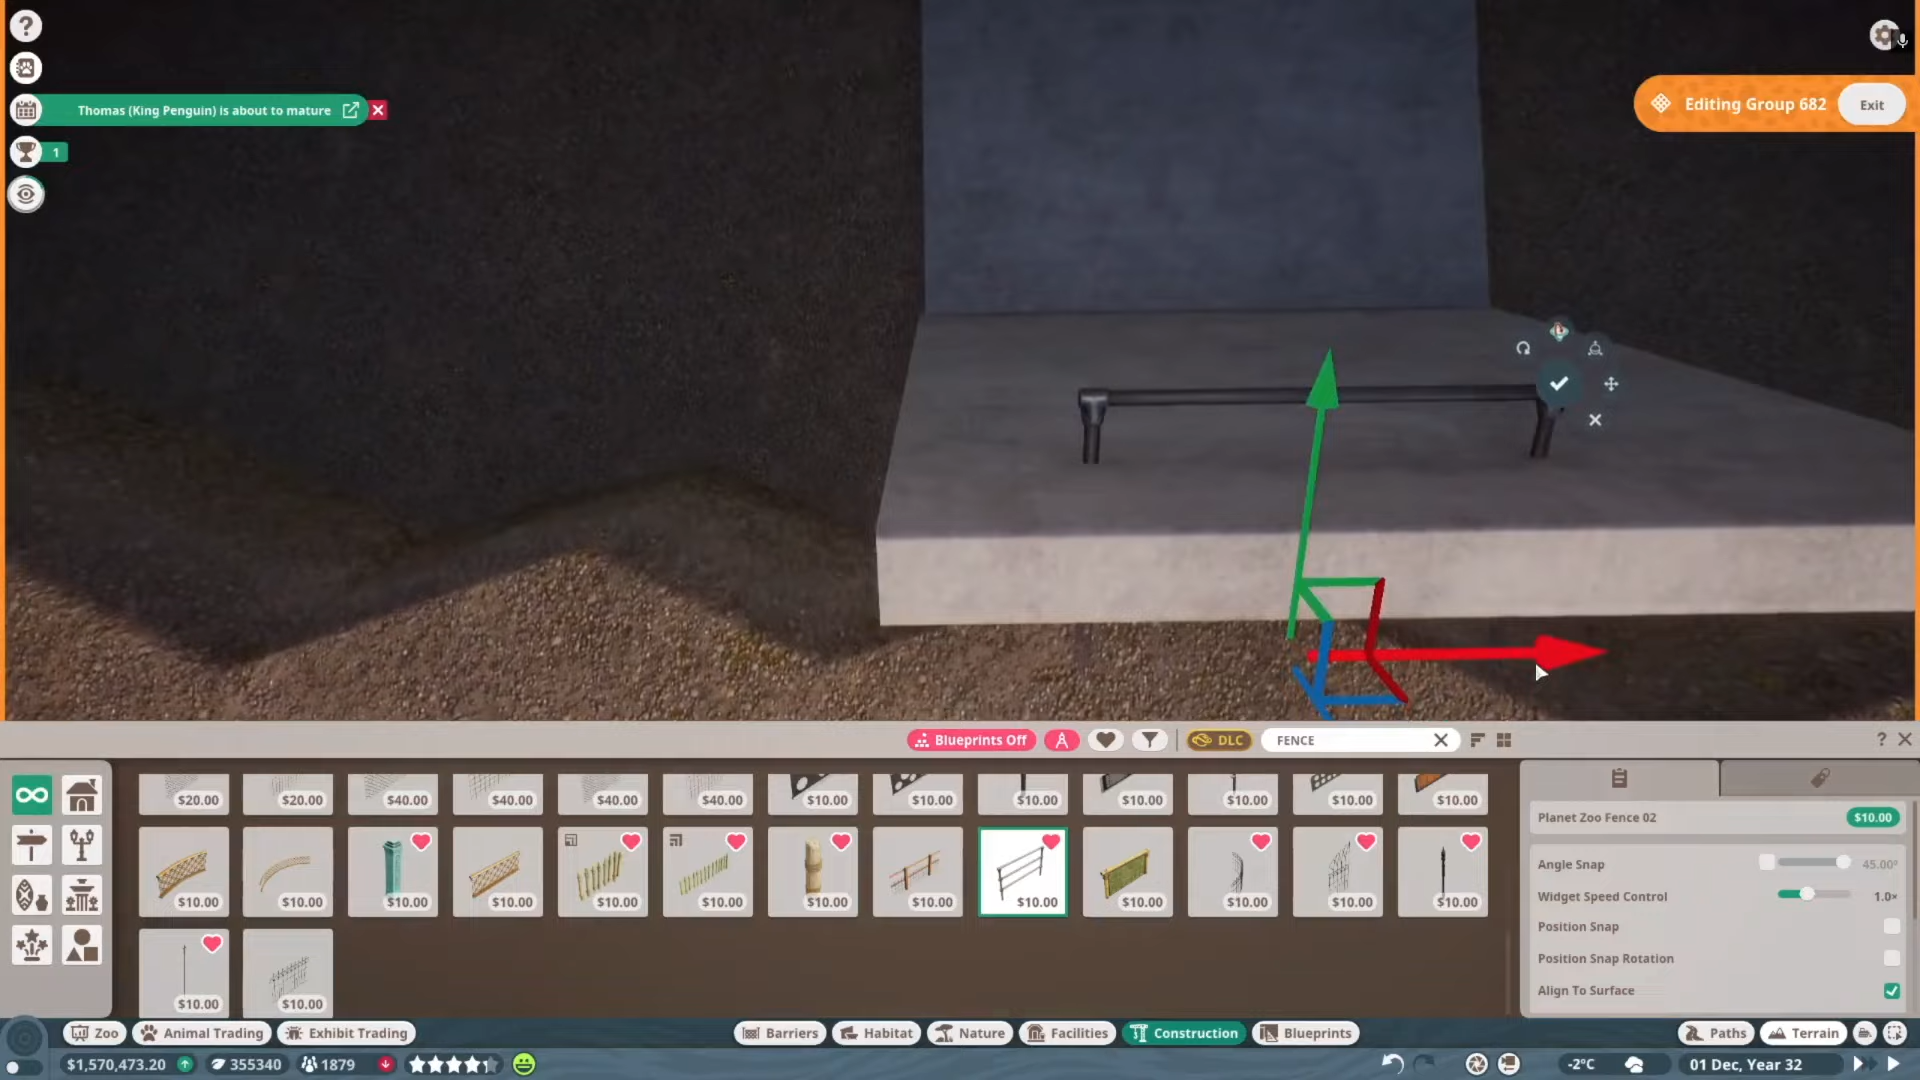 ?
Editing Group 682
Exit
Thomas (King Penguin) is about to mature
1
Blueprints Off
DLC
FENCE
?
$20.00 $20.00 $40.00 $40.00 $40.00 $40.00 $10.00 $10.00 $10.00 $10.00 $10.00 $10.00 $10.00
$10.00 $10.00 $10.00 $10.00 $10.00 $10.00 $10.00 $10.00 $10.00 $10.00 $10.00 $10.00 $10.00
$10.00 $10.00
Planet Zoo Fence 02 $10.00
Angle Snap 45.00°
Widget Speed Control 1.0×
Position Snap
Position Snap Rotation
Align To Surface
Zoo Animal Trading Exhibit Trading Barriers Habitat Nature Facilities Construction Blueprints Paths Terrain
$1,570,473.20 355340 1879 -2°C 01 Dec, Year 32